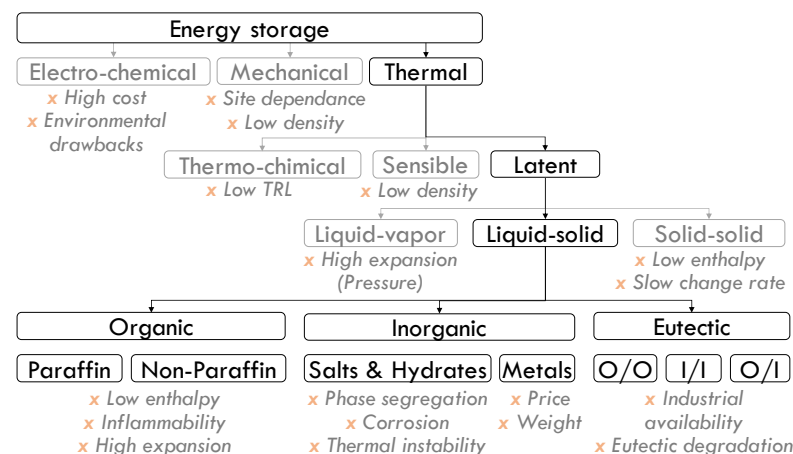 Energy storage
Electro-chemical Mechanical Thermal
x High cost
x Environmental
drawbacks
x Site dependance
x Low density
Thermo-chimical Sensible Latent
x Low TRL
x Low density
Liquid-vapor Liquid-solid Solid-solid
x High expansion
(Pressure)
x Low enthalpy
x Slow change rate
Organic Inorganic Eutectic
Paraffin Non-Paraffin Salts & Hydrates Metals O/O I/I O/I
x Low enthalpy
x Inflammability
x High expansion
x Phase segregation
x Corrosion
x Thermal instability
x Price
x Weight
x Industrial
availability
x Eutectic degradation